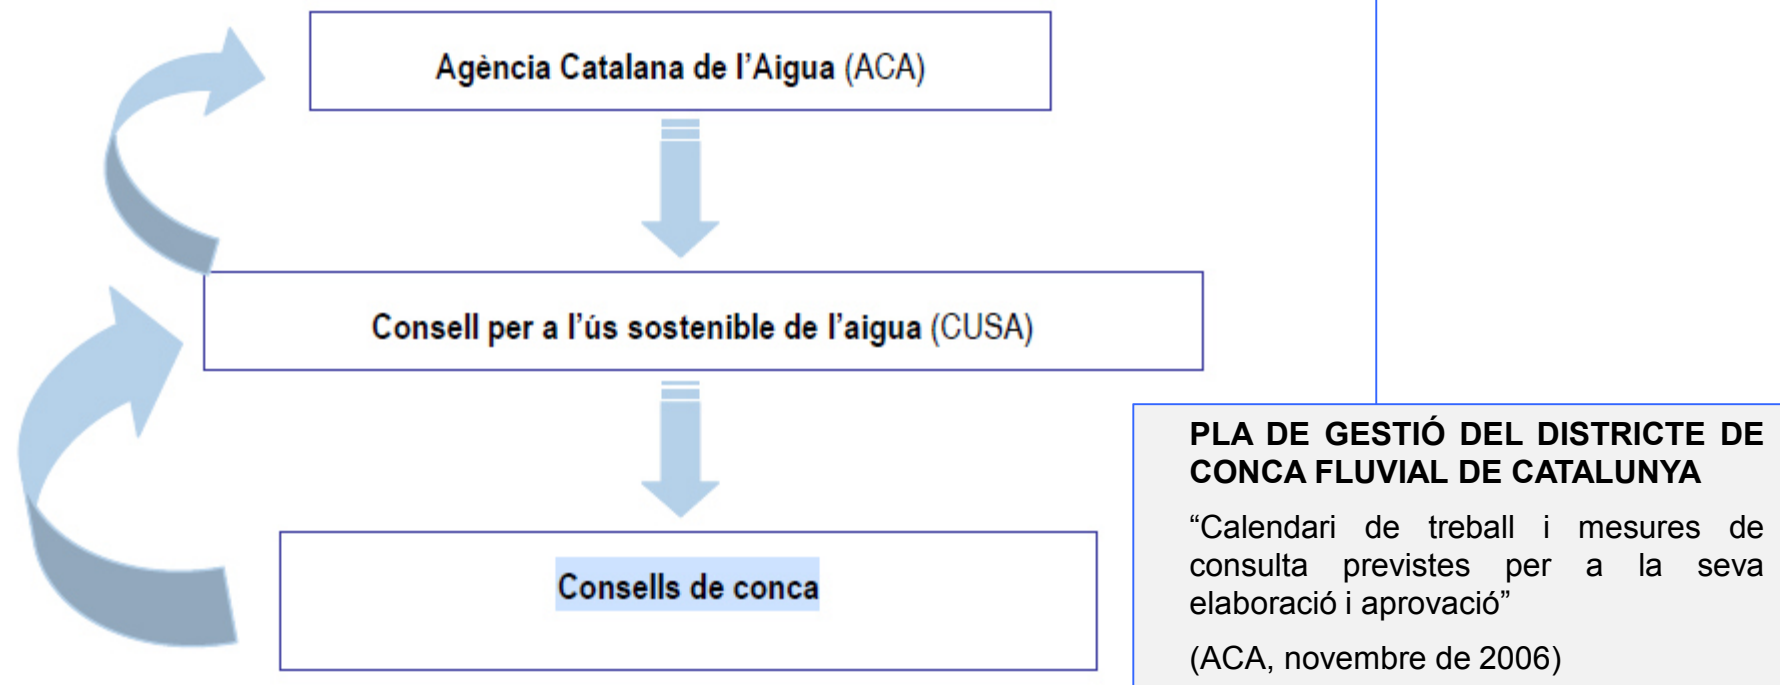 Agència Catalana de l’Aigua (ACA)
Consell per a l’ús sostenible de l’aigua (CUSA)
Consells de conca
PLA DE GESTIÓ DEL DISTRICTE DE
CONCA FLUVIAL DE CATALUNYA
“Calendari de treball i mesures de
consulta previstes per a la seva
elaboració i aprovació”
(ACA, novembre de 2006)